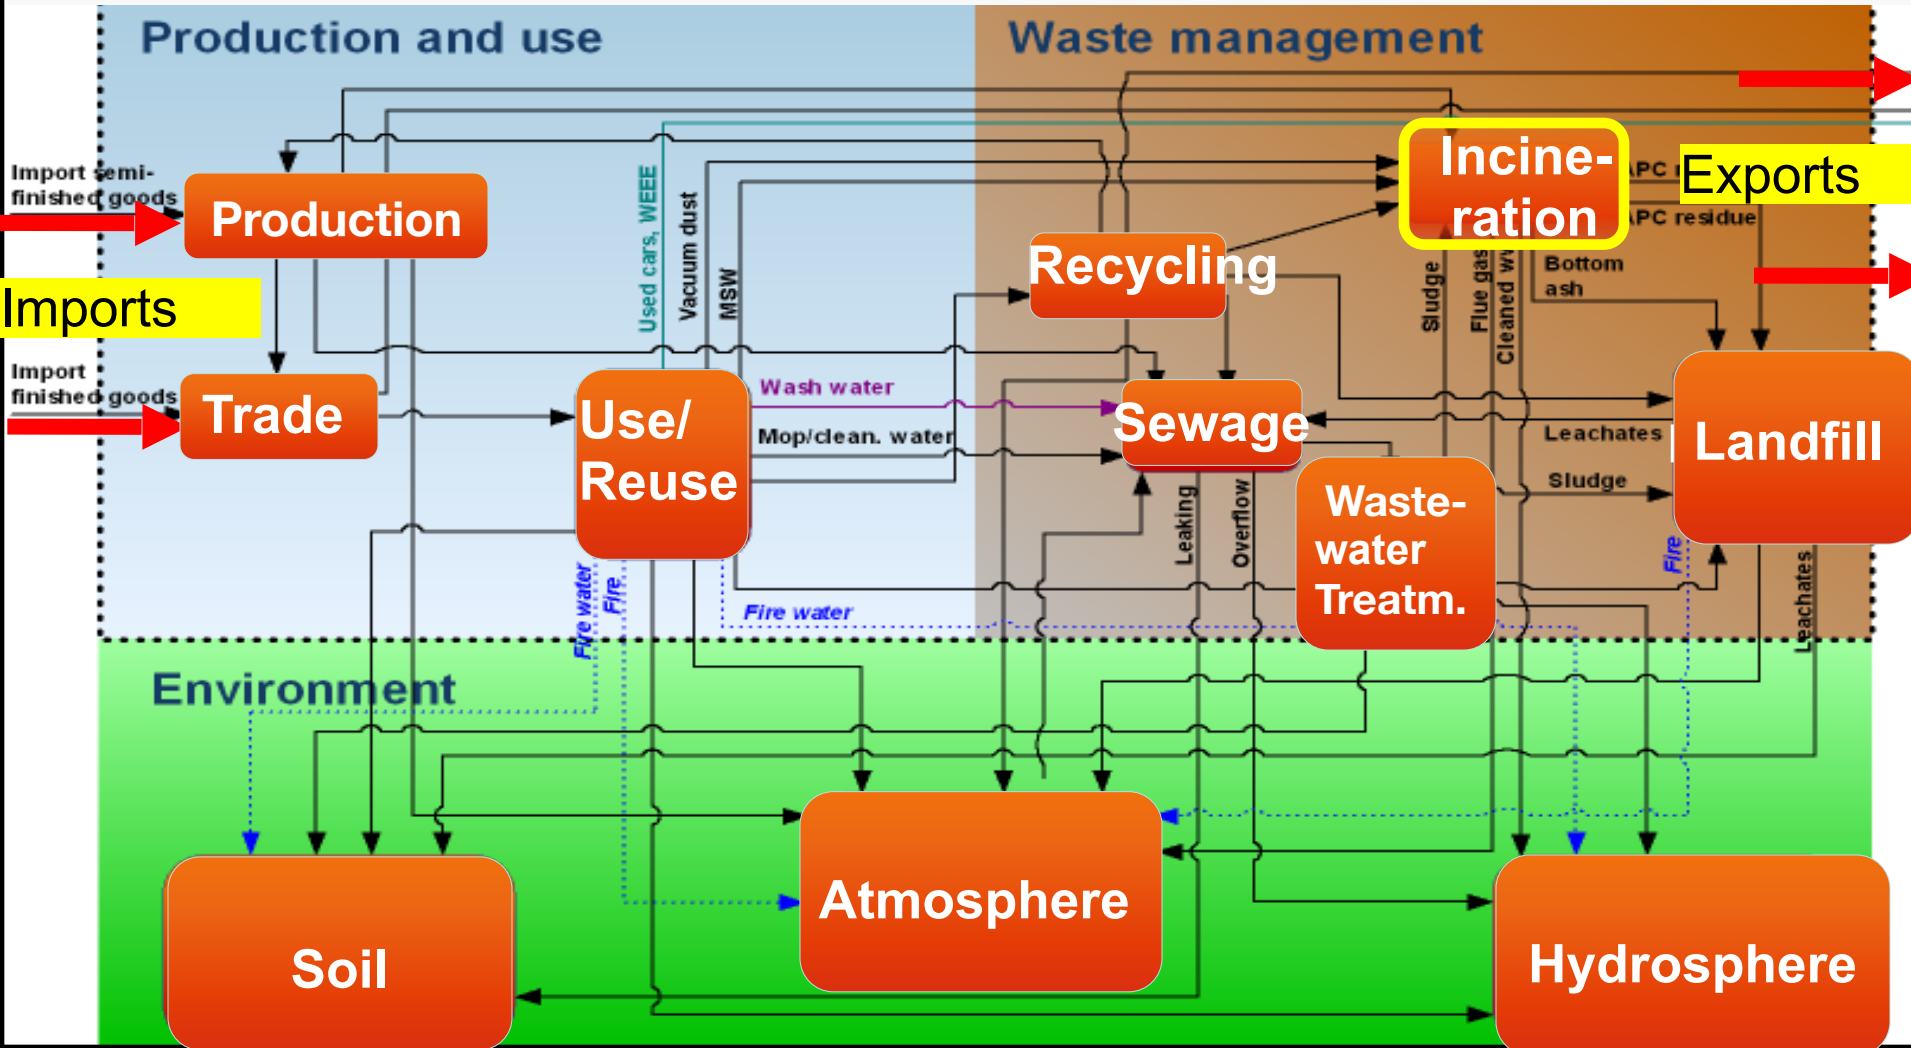 Production and use
Waste management
Import semi-
finished goods
Production
Imports
Import
finished goods
Trade
Used cars, WEEE
Vacuum dust
MSW
Use/
Reuse
Wash water
Mop/clean. water
Recycling
Incine-
ration
APC
Exports
APC residue
Bottom
ash
Sludge
Flue gas
Cleaned
Sewage
Leachates
Landfill
Sludge
Waste-
water
Treatm.
Leaking
Overflow
Fire
Leachates
Fire water
Fire
Fire water
Environment
Soil
Atmosphere
Hydrosphere